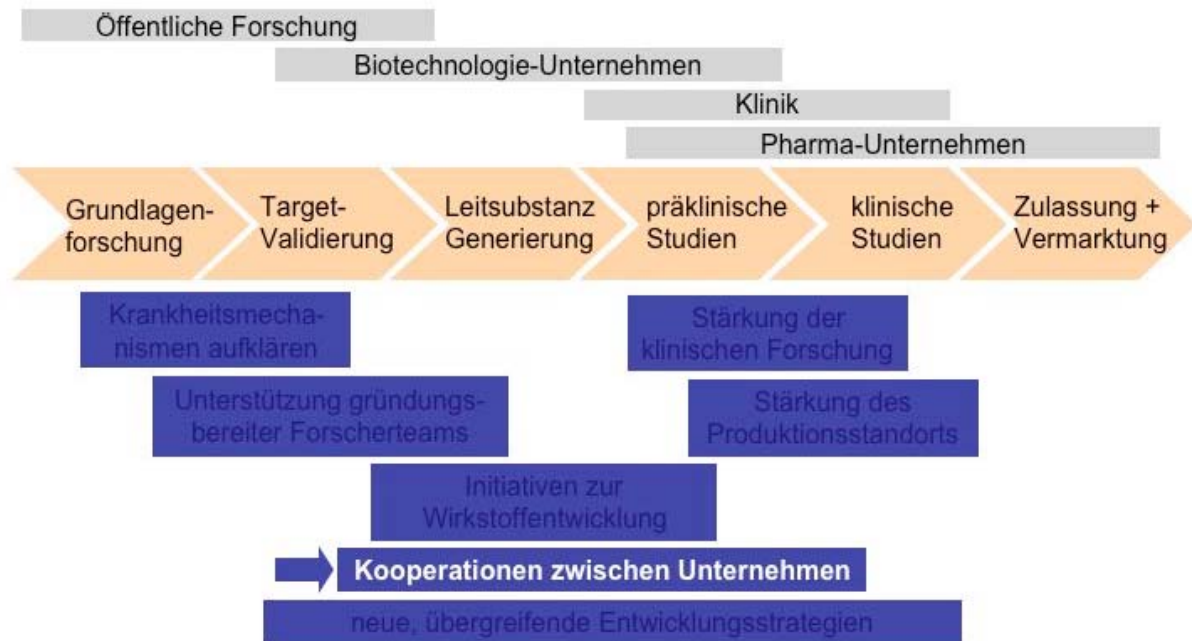 Öffentliche Forschung
Biotechnologie-Unternehmen
Klinik
Pharma-Unternehmen
Grundlagen-
forschung
Target-
Validierung
Leitsubstanz
Generierung
präklinische
Studien
klinische
Studien
Zulassung +
Vermarktung
Krankheitsmecha-
nismen aufklären
Stärkung der
klinischen Forschung
Unterstützung gründungs-
bereiter Forscherteams
Stärkung des
Produktionsstandorts
Initiativen zur
Wirkstoffentwicklung
Kooperationen zwischen Unternehmen
neue, übergreifende Entwicklungsstrategien